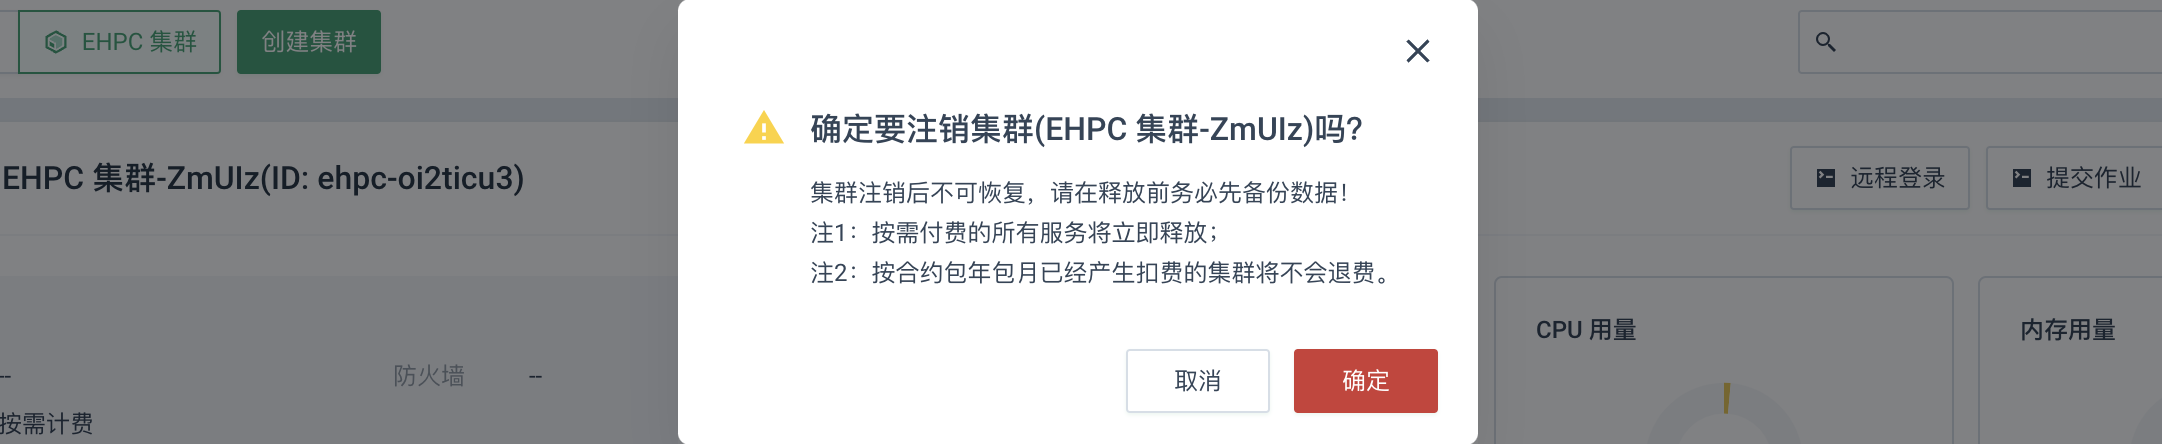 EHPC 集群
创建集群
确定要注销集群(EHPC 集群-ZmUIz)吗?
集群注销后不可恢复，请在释放前务必先备份数据！
注1：按需付费的所有服务将立即释放；
注2：按合约包年包月已经产生扣费的集群将不会退费。
取消
确定
EHPC 集群-ZmUIz(ID: ehpc-oi2ticu3)
远程登录
提交作业
--
防火墙
--
按需计费
CPU 用量
内存用量